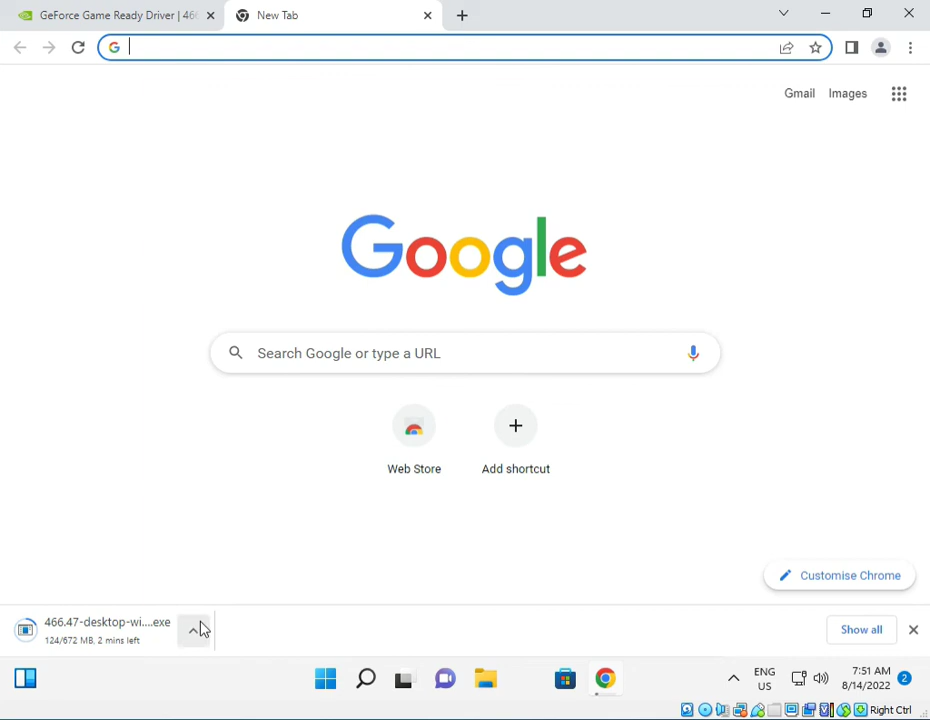 GeForce Game Ready Driver | 466
New Tab
Gmail Images
Google
Search Google or type a URL
Web Store
Add shortcut
Customise Chrome
466.47-desktop-wi....exe
124/672 MB, 2 mins left
Show all
ENG
US
7:51 AM
8/14/2022
2
Right Ctrl